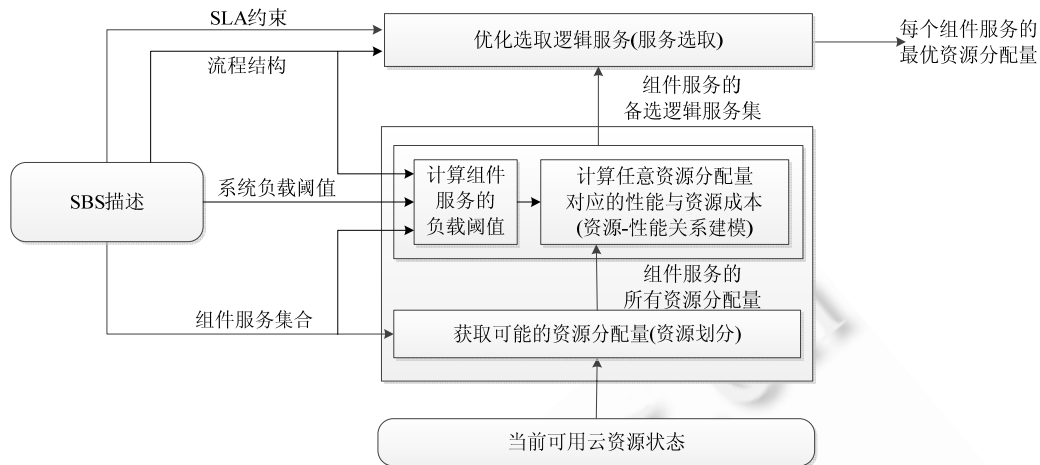 SLA约束
优化选取逻辑服务(服务选取)
每个组件服务的
最优资源分配量
流程结构
组件服务的
备选逻辑服务集
SBS描述
系统负载阈值
计算组件
服务的
负载阈值
计算任意资源分配量
对应的性能与资源成本
(资源-性能关系建模)
组件服务的
所有资源分配量
组件服务集合
获取可能的资源分配量(资源划分)
当前可用云资源状态